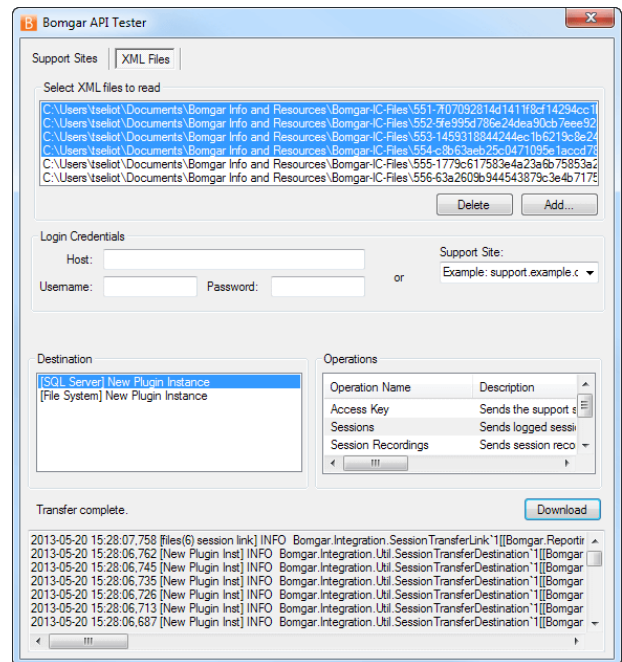 Bomgar API Tester
Support Sites XML Files
Select XML files to read
C:\Users\tseliot\Documents\Bomgar Info and Resources\Bomgar-IC-Files\551-7f07092814d1411f8cf14294cc1
C:\Users\tseliot\Documents\Bomgar Info and Resources\Bomgar-IC-Files\552-5fe995d786e24dea90cb7eee92
C:\Users\tseliot\Documents\Bomgar Info and Resources\Bomgar-IC-Files\553-1459318844244ec1b6219c8e24
C:\Users\tseliot\Documents\Bomgar Info and Resources\Bomgar-IC-Files\554-c8b63aeb25c0471095e1accd78
C:\Users\tseliot\Documents\Bomgar Info and Resources\Bomgar-IC-Files\555-1779c617583e4a23a6b75853a2
C:\Users\tseliot\Documents\Bomgar Info and Resources\Bomgar-IC-Files\556-63a2609b944543879c3e4b7175
Delete Add...
Login Credentials
Host:
Username: Password:
or
Support Site:
Example: support.example.c
Destination
[SQL Server] New Plugin Instance
[File System] New Plugin Instance
Operations
Operation Name Description
Access Key Sends the support s
Sessions Sends logged sessi
Session Recordings Sends session reco
Transfer complete.
Download
2013-05-20 15:28:07,758 [files(6) session link] INFO Bomgar.Integration.SessionTransferLink`1[[Bomgar.Reportir
2013-05-20 15:28:06,762 [New Plugin Inst] INFO Bomgar.Integration.Util.SessionTransferDestination`1[[Bomgar
2013-05-20 15:28:06,745 [New Plugin Inst] INFO Bomgar.Integration.Util.SessionTransferDestination`1[[Bomgar
2013-05-20 15:28:06,735 [New Plugin Inst] INFO Bomgar.Integration.Util.SessionTransferDestination`1[[Bomgar
2013-05-20 15:28:06,726 [New Plugin Inst] INFO Bomgar.Integration.Util.SessionTransferDestination`1[[Bomgar
2013-05-20 15:28:06,713 [New Plugin Inst] INFO Bomgar.Integration.Util.SessionTransferDestination`1[[Bomgar
2013-05-20 15:28:06,687 [New Plugin Inst] INFO Bomgar.Integration.Util.SessionTransferDestination`1[[Bomgar